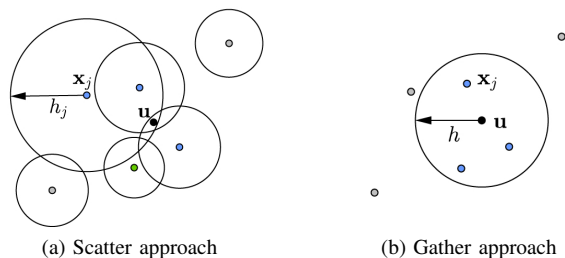 x_j
h_j
u
(a) Scatter approach
x_j
u
h
(b) Gather approach